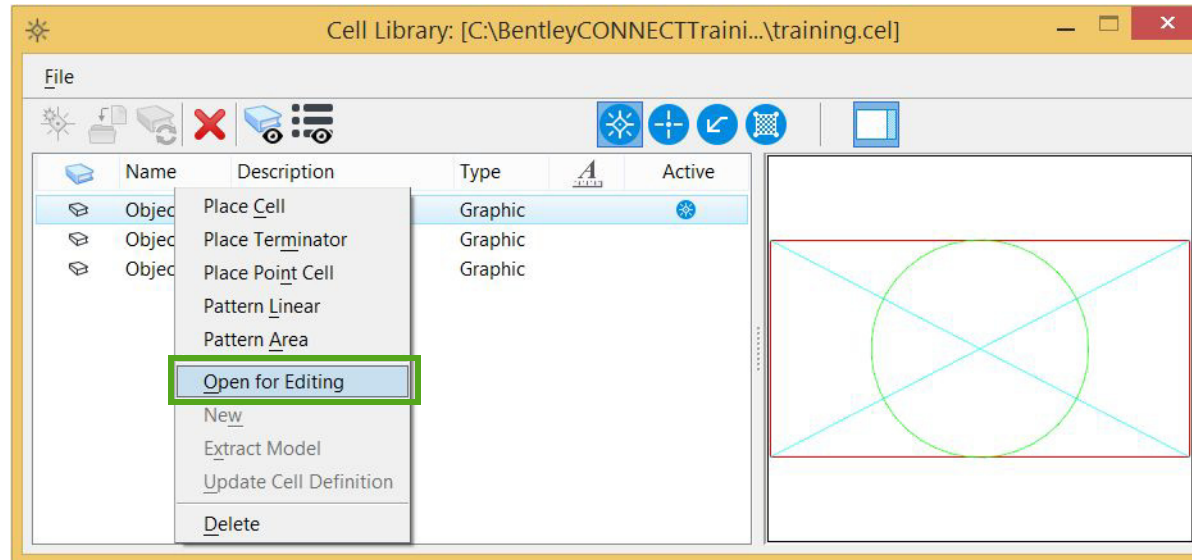 Cell Library: [C:\BentleyCONNECTTraini...\training.cel]
File
Name Description Type A Active
Objec Graphic
Objec Graphic
Objec Graphic
Place Cell
Place Terminator
Place Point Cell
Pattern Linear
Pattern Area
Open for Editing
New
Extract Model
Update Cell Definition
Delete